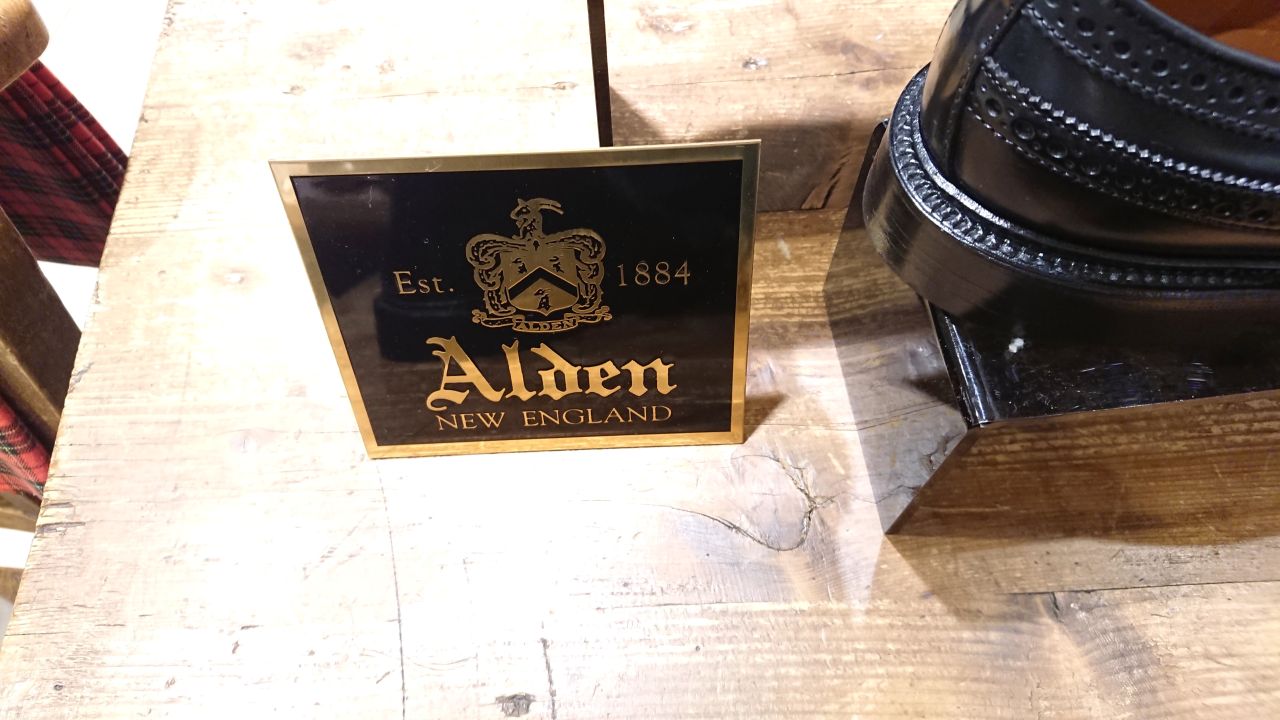 Est. 1884
ALDEN
Alden
NEW ENGLAND